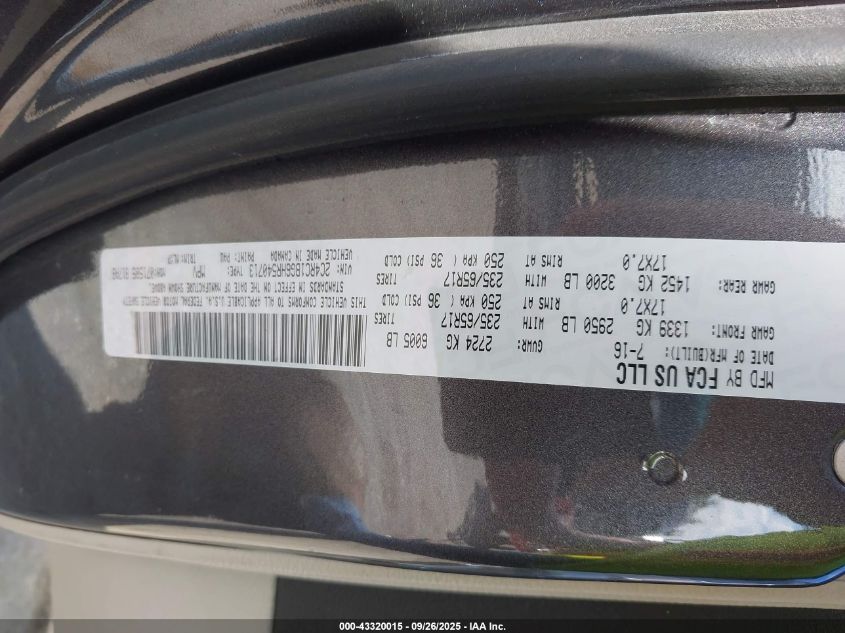 MFD BY FCA US LLC
DATE OF MFR(BUILT): 7-16 GVWR: 2724 KG 6005 LB
GAWR FRONT: 1339 KG 2950 LB WITH 235/65R17 TIRES
17X7.0 RIMS AT 250 KPA ( 36 PSI) COLD
GAWR REAR: 1452 KG 3200 LB WITH 235/65R17 TIRES
17X7.0 RIMS AT 250 KPA ( 36 PSI) COLD
THIS VEHICLE CONFORMS TO ALL APPLICABLE U.S.A. FEDERAL MOTOR VEHICLE SAFETY
STANDARDS IN EFFECT ON THE DATE OF MANUFACTURE SHOWN ABOVE.
VIN: TYPE: MPV MDH:
VEHICLE MADE IN CANADA PAINT: PAU TRIM:
000-43320015 - 09/26/2025 - IAA Inc.